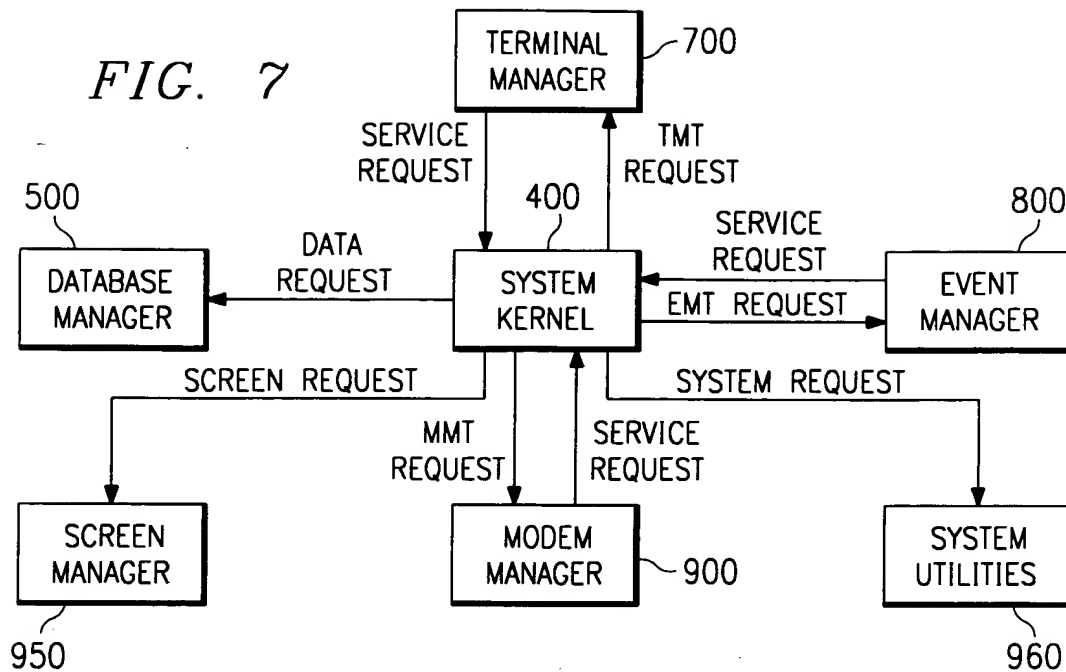 FIG. 7
TERMINAL
MANAGER
700
SERVICE
REQUEST
TMT
REQUEST
500
400
800
DATABASE
MANAGER
DATA
REQUEST
SYSTEM
KERNEL
SERVICE
REQUEST
EMT REQUEST
EVENT
MANAGER
SCREEN REQUEST
SYSTEM REQUEST
MMT
REQUEST
SERVICE
REQUEST
SCREEN
MANAGER
950
MODEM
MANAGER
900
SYSTEM
UTILITIES
960